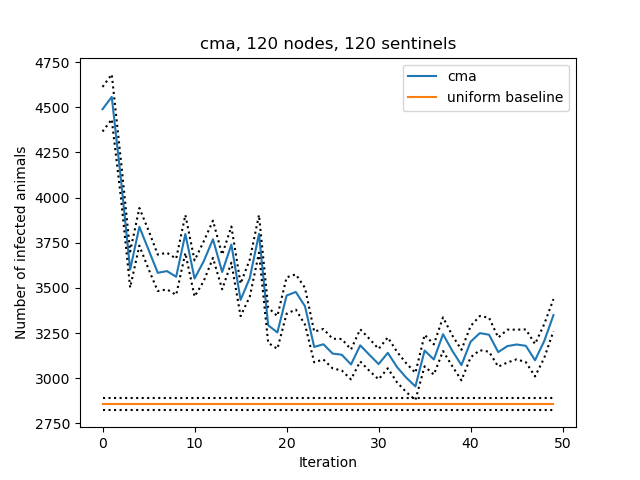 cma, 120 nodes, 120 sentinels
cma
uniform baseline
Number of infected animals
4750
4500
4250
4000
3750
3500
3250
3000
2750
0 10 20 30 40 50
Iteration